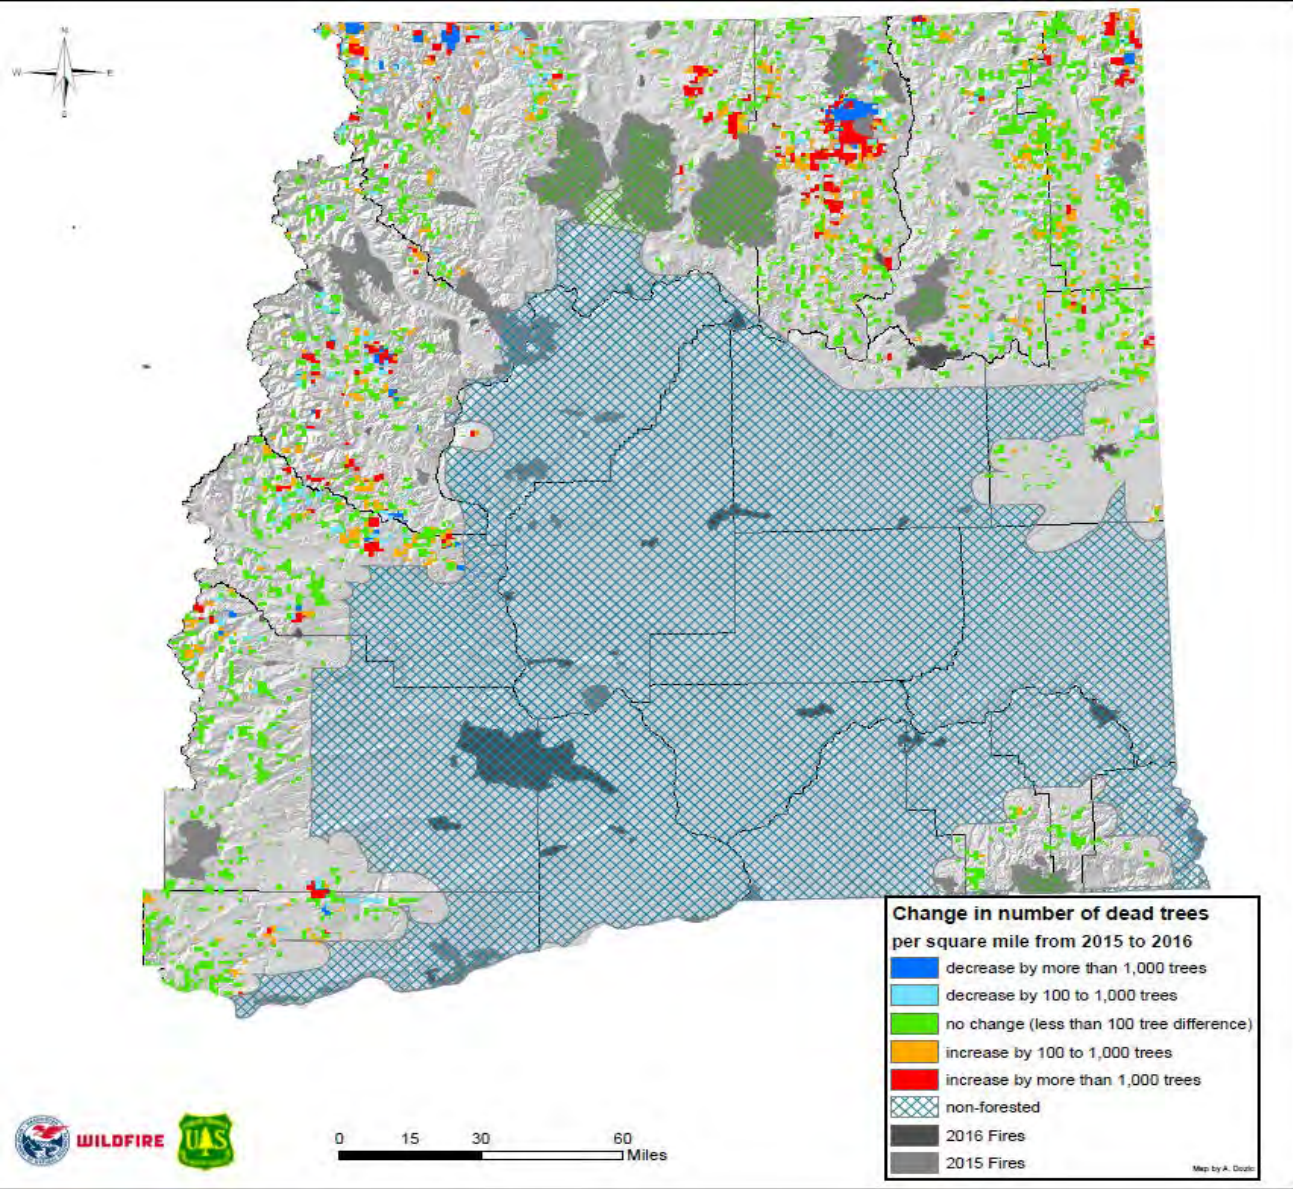 N
W
E
S
Change in number of dead trees
per square mile from 2015 to 2016
decrease by more than 1,000 trees
decrease by 100 to 1,000 trees
no change (less than 100 tree difference)
increase by 100 to 1,000 trees
increase by more than 1,000 trees
non-forested
2016 Fires
2015 Fires
Map by A. Dozic
WILDFIRE
UAS
0 15 30 60
Miles